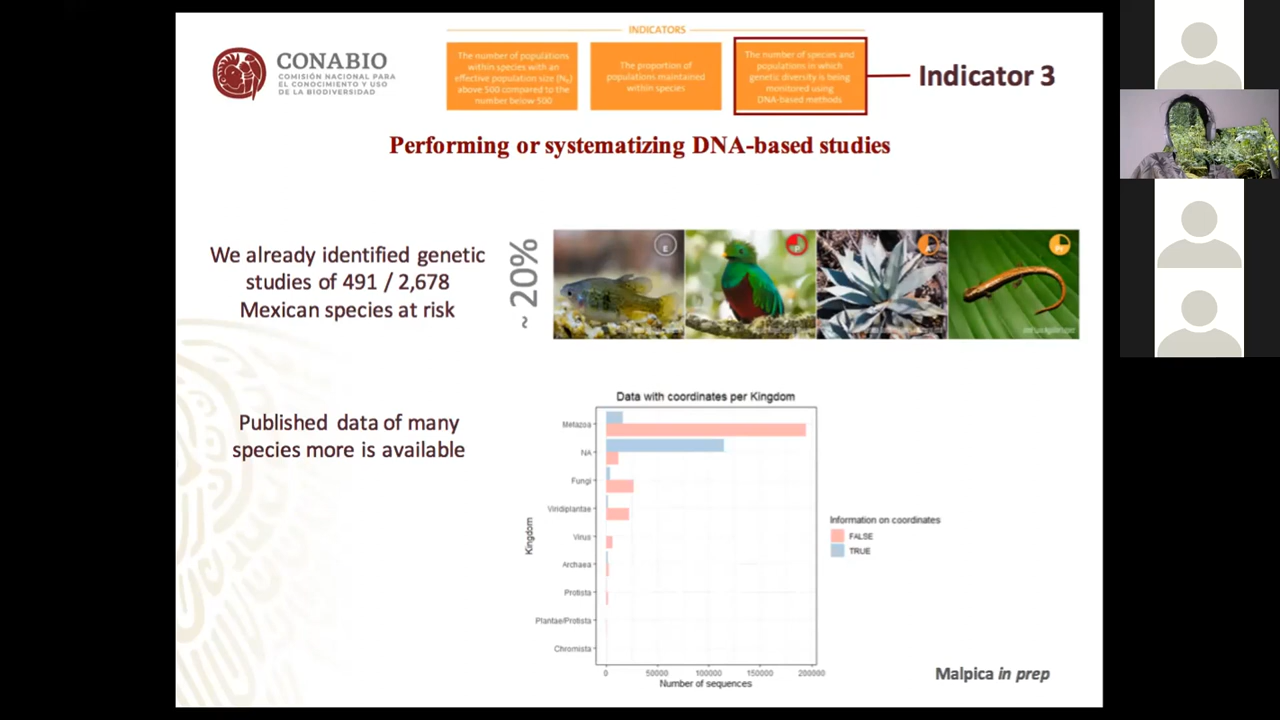 CONABIO
COMISIÓN NACIONAL PARA
EL CONOCIMIENTO Y USO
DE LA BIODIVERSIDAD
INDICATORS
The number of populations
within species with an
effective population size (Ne)
above 500 compared to the
number below 500
The proportion of
populations maintained
within species
The number of species and
populations in which
genetic diversity is being
monitored using
DNA-based methods
Indicator 3
Performing or systematizing DNA-based studies
We already identified genetic
studies of 491 / 2,678
Mexican species at risk
~ 20%
E
P
A
Pr
Published data of many
species more is available
Data with coordinates per Kingdom
Kingdom
Metazoa
NA
Fungi
Viridiplantae
Virus
Archaea
Protista
Plantae/Protista
Chromista
0 50000 100000 150000 200000
Number of sequences
Information on coordinates
FALSE
TRUE
Malpica in prep